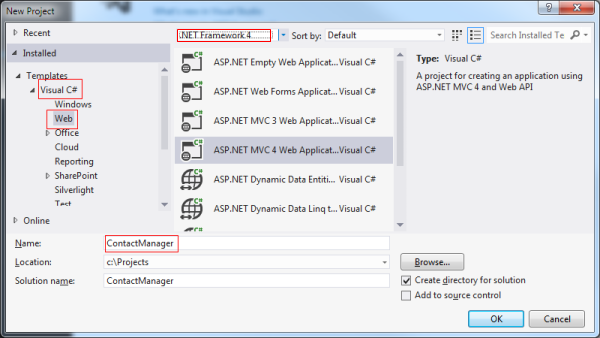 New Project
Recent
.NET Framework 4
Sort by: Default
Search Installed Te
Installed
Templates
Visual C#
Windows
Web
Office
Cloud
Reporting
SharePoint
Silverlight
Test
Online
ASP.NET Empty Web Applicat...Visual C#
ASP.NET Web Forms Applicat...Visual C#
ASP.NET MVC 3 Web Applicat...Visual C#
ASP.NET MVC 4 Web Applicat...Visual C#
ASP.NET Dynamic Data Entiti...Visual C#
ASP.NET Dynamic Data Linq t...Visual C#
Type: Visual C#
A project for creating an application using
ASP.NET MVC 4 and Web API
Name: ContactManager
Location: c:\Projects
Browse...
Solution name: ContactManager
Create directory for solution
Add to source control
OK
Cancel